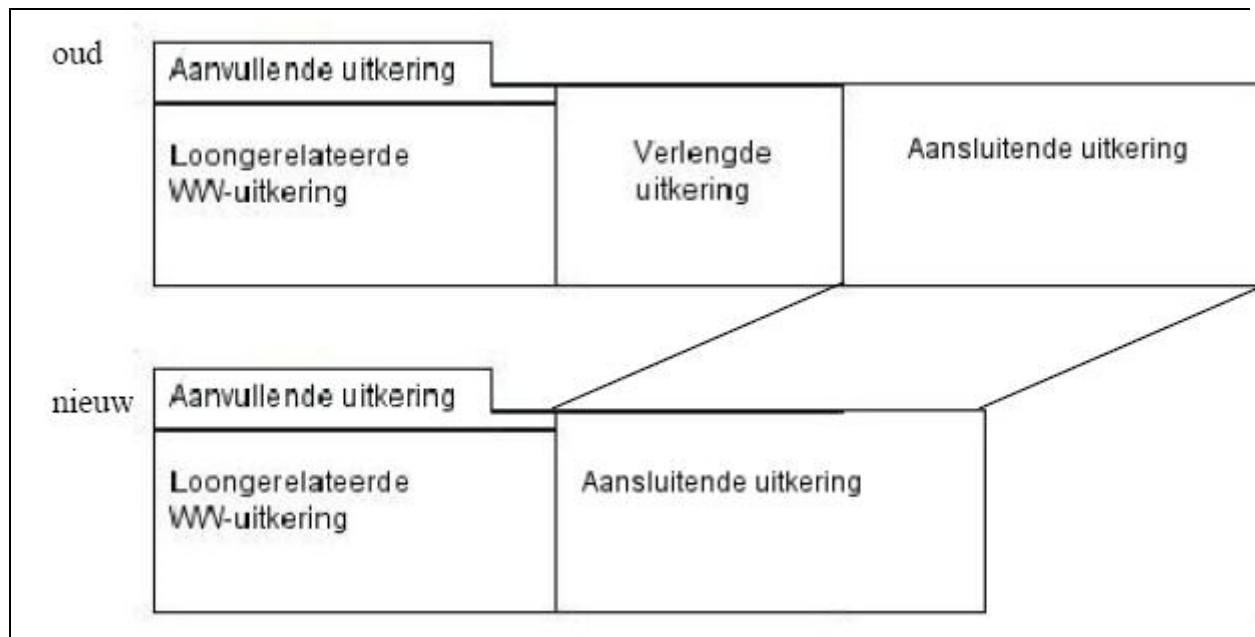 oud
Aanvullende uitkering
Loongerelateerde
WW-uitkering
Verlengde
uitkering
Aansluitende uitkering
nieuw
Aanvullende uitkering
Loongerelateerde
WW-uitkering
Aansluitende uitkering